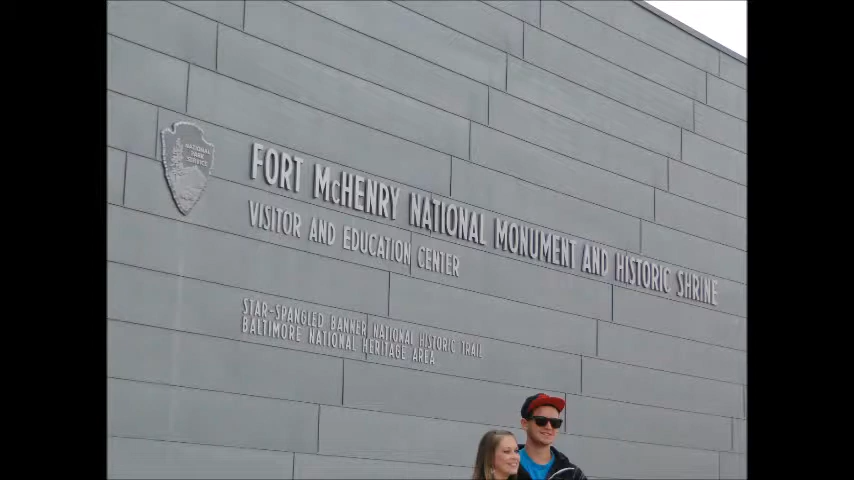 NATIONAL
PARK
SERVICE
FORT McHENRY NATIONAL MONUMENT AND HISTORIC SHRINE
VISITOR AND EDUCATION CENTER
STAR-SPANGLED BANNER NATIONAL HISTORIC TRAIL
BALTIMORE NATIONAL HERITAGE AREA